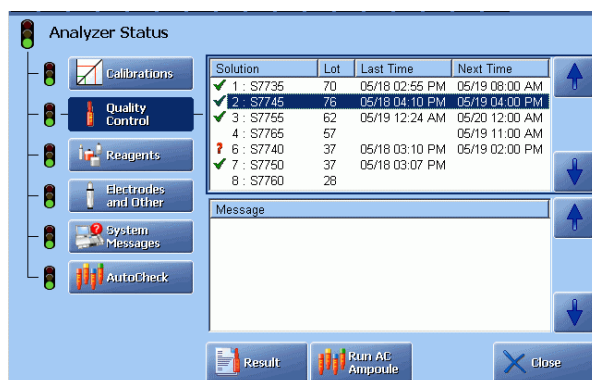 Analyzer Status
Calibrations
Quality
Control
Reagents
Electrodes
and Other
System
Messages
AutoCheck
Solution Lot Last Time Next Time
1 : S7735 70 05/18 02:55 PM 05/19 08:00 AM
2 : S7745 76 05/18 04:10 PM 05/19 04:00 PM
3 : S7755 62 05/19 12:24 AM 05/20 12:00 AM
4 : S7765 57 05/19 11:00 AM
? 6 : S7740 37 05/18 03:10 PM 05/19 02:00 PM
7 : S7750 37 05/18 03:07 PM
8 : S7760 28
Message
Result
Run AC
Ampoule
Close